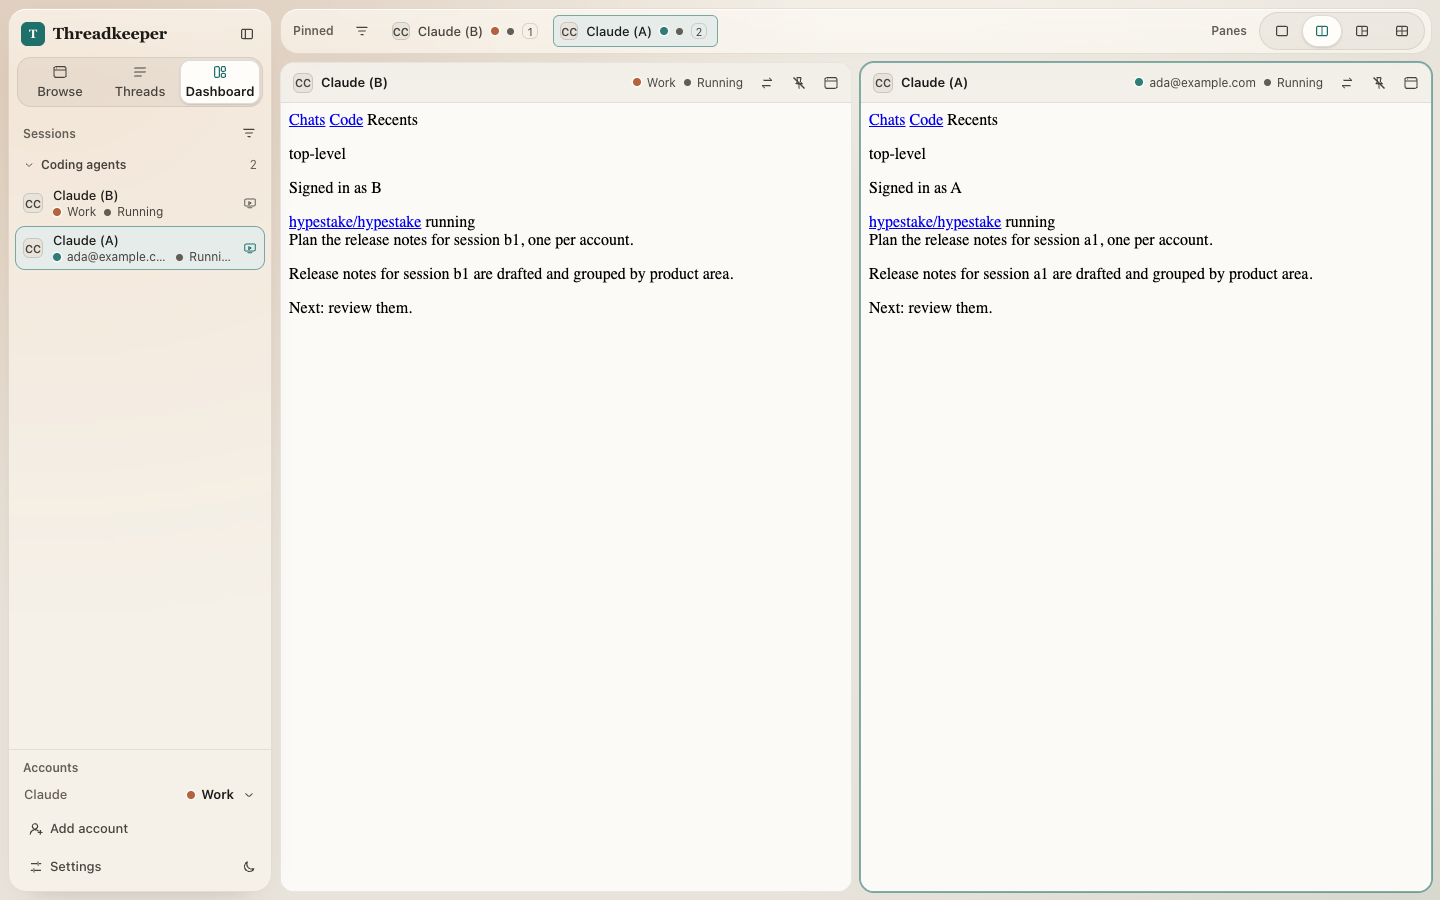 T Threadkeeper
Browse Threads Dashboard
Sessions
Coding agents 2
CC Claude (B)
Work Running
CC Claude (A)
ada@example.c... Runni...
Accounts
Claude Work
Add account
Settings
Pinned CC Claude (B) 1 CC Claude (A) 2 Panes
CC Claude (B) Work Running
Chats Code Recents
top-level
Signed in as B
hypestake/hypestake running
Plan the release notes for session b1, one per account.
Release notes for session b1 are drafted and grouped by product area.
Next: review them.
CC Claude (A) ada@example.com Running
Chats Code Recents
top-level
Signed in as A
hypestake/hypestake running
Plan the release notes for session a1, one per account.
Release notes for session a1 are drafted and grouped by product area.
Next: review them.